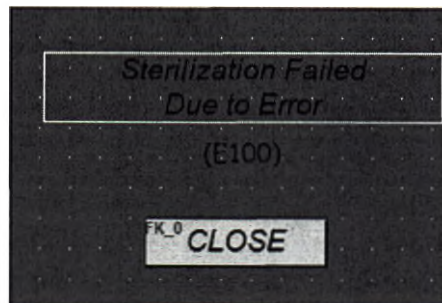 Sterilization Failed
Due to Error
(E100)
FK_0
CLOSE